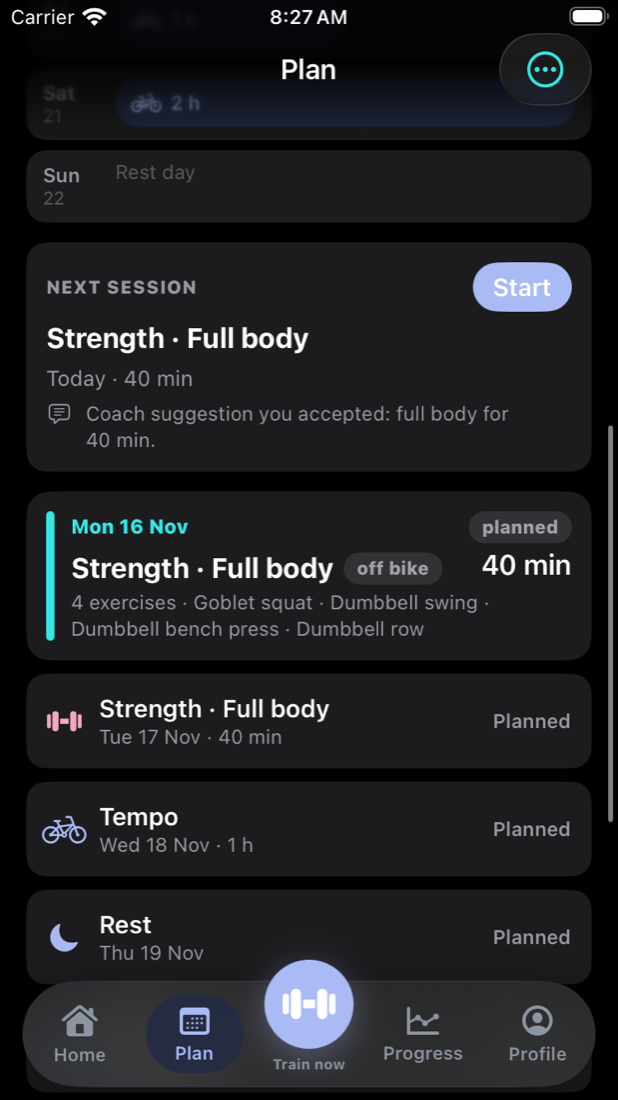 Carrier
8:27 AM
Plan
Sat
21
2 h
Sun
22
Rest day
NEXT SESSION
Start
Strength · Full body
Today · 40 min
Coach suggestion you accepted: full body for
40 min.
Mon 16 Nov
planned
Strength · Full body
off bike
40 min
4 exercises · Goblet squat · Dumbbell swing ·
Dumbbell bench press · Dumbbell row
Strength · Full body
Tue 17 Nov · 40 min
Planned
Tempo
Wed 18 Nov · 1 h
Planned
Rest
Thu 19 Nov
Planned
Home
Plan
Train now
Progress
Profile